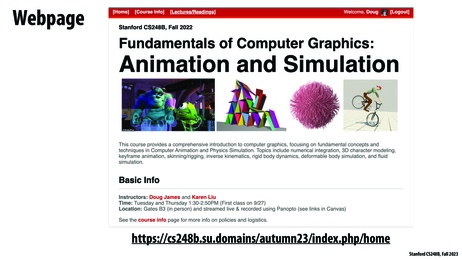 Webpage
[Home] [Course Info] [Lectures/Readings]
Welcome, Doug [Logout]
Stanford CS248B, Fall 2022
Fundamentals of Computer Graphics:
Animation and Simulation
This course provides a comprehensive introduction to computer graphics, focusing on fundamental concepts and
techniques in Computer Animation and Physics Simulation. Topics include numerical integration, 3D character modeling,
keyframe animation, skinning/rigging, inverse kinematics, rigid body dynamics, deformable body simulation, and fluid
simulation.
Basic Info
Instructors: Doug James and Karen Liu
Time: Tuesday and Thursday 1:30-2:50PM (First class on 9/27)
Location: Gates B3 (in person) and streamed live & recorded using Panopto (see links in Canvas)
See the course info page for more info on policies and logistics.
https://cs248b.su.domains/autumn23/index.php/home
Stanford CS248B, Fall 2023